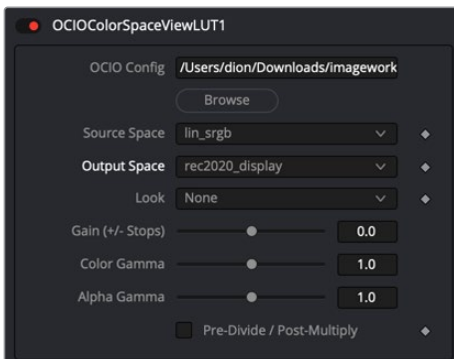 OCIOColorSpaceViewLUT1
OCIO Config /Users/dion/Downloads/imagework
Browse
Source Space lin_srgb
Output Space rec2020_display
Look None
Gain (+/- Stops) 0.0
Color Gamma 1.0
Alpha Gamma 1.0
Pre-Divide / Post-Multiply